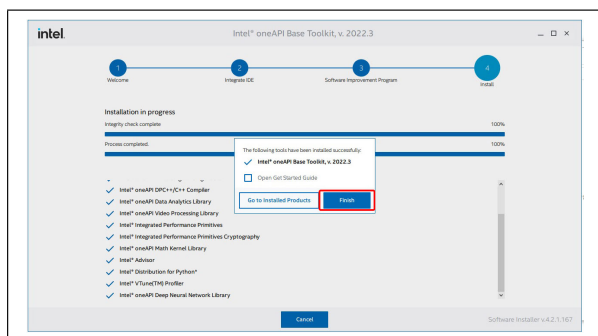 intel.
Intel® oneAPI Base Toolkit, v. 2022.3
1
2
3
4
Welcome
Integrate IDE
Software Improvement Program
Install
Installation in progress
Integrity check complete
100%
Process completed.
100%
The following tools have been installed successfully:
Intel® oneAPI Base Toolkit, v. 2022.3
Open Get Started Guide
Go to Installed Products
Finish
Intel® oneAPI DPC++/C++ Compiler
Intel® oneAPI Data Analytics Library
Intel® oneAPI Video Processing Library
Intel® Integrated Performance Primitives
Intel® Integrated Performance Primitives Cryptography
Intel® oneAPI Math Kernel Library
Intel® Advisor
Intel® Distribution for Python*
Intel® VTune(TM) Profiler
Intel® oneAPI Deep Neural Network Library
Cancel
Software Installer v.4.2.1.167